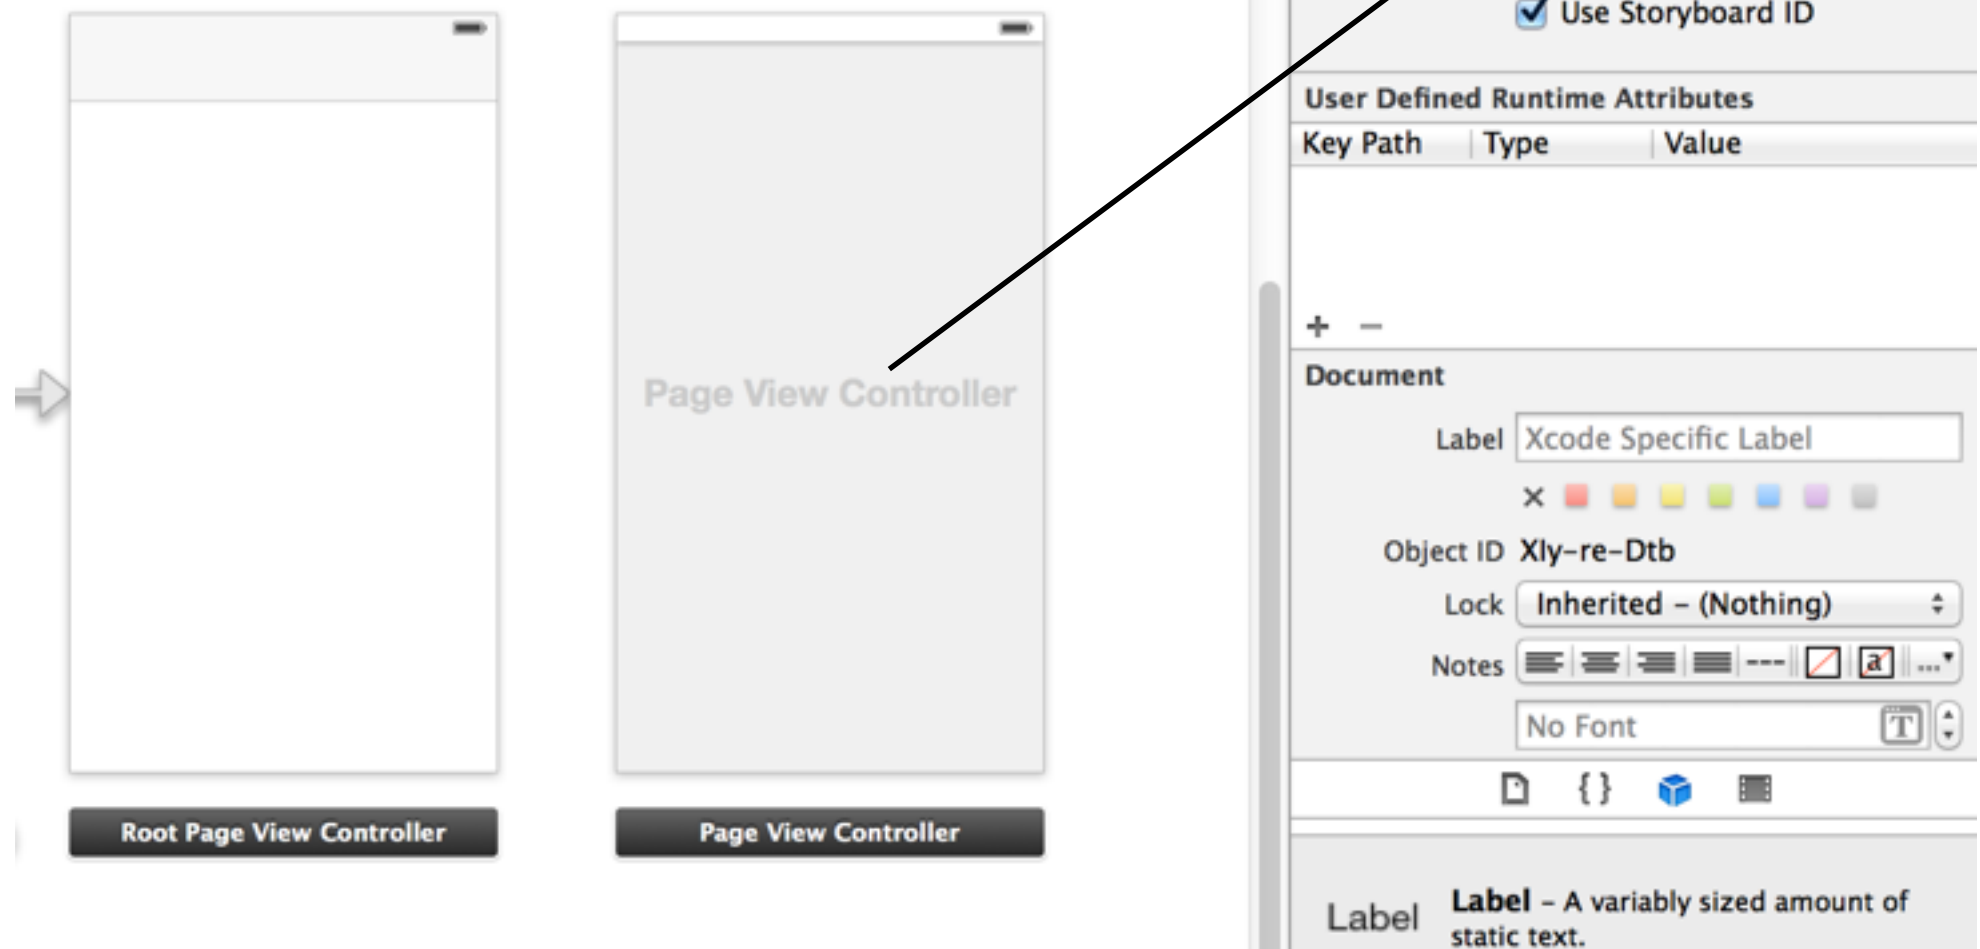 Use Storyboard ID
User Defined Runtime Attributes
Key Path Type Value
Page View Controller
Root Page View Controller
Page View Controller
Document
Label Xcode Specific Label
Object ID Xly-re-Dtb
Lock Inherited – (Nothing)
Notes a ...
No Font T
{ }
Label
Label – A variably sized amount of
static text.